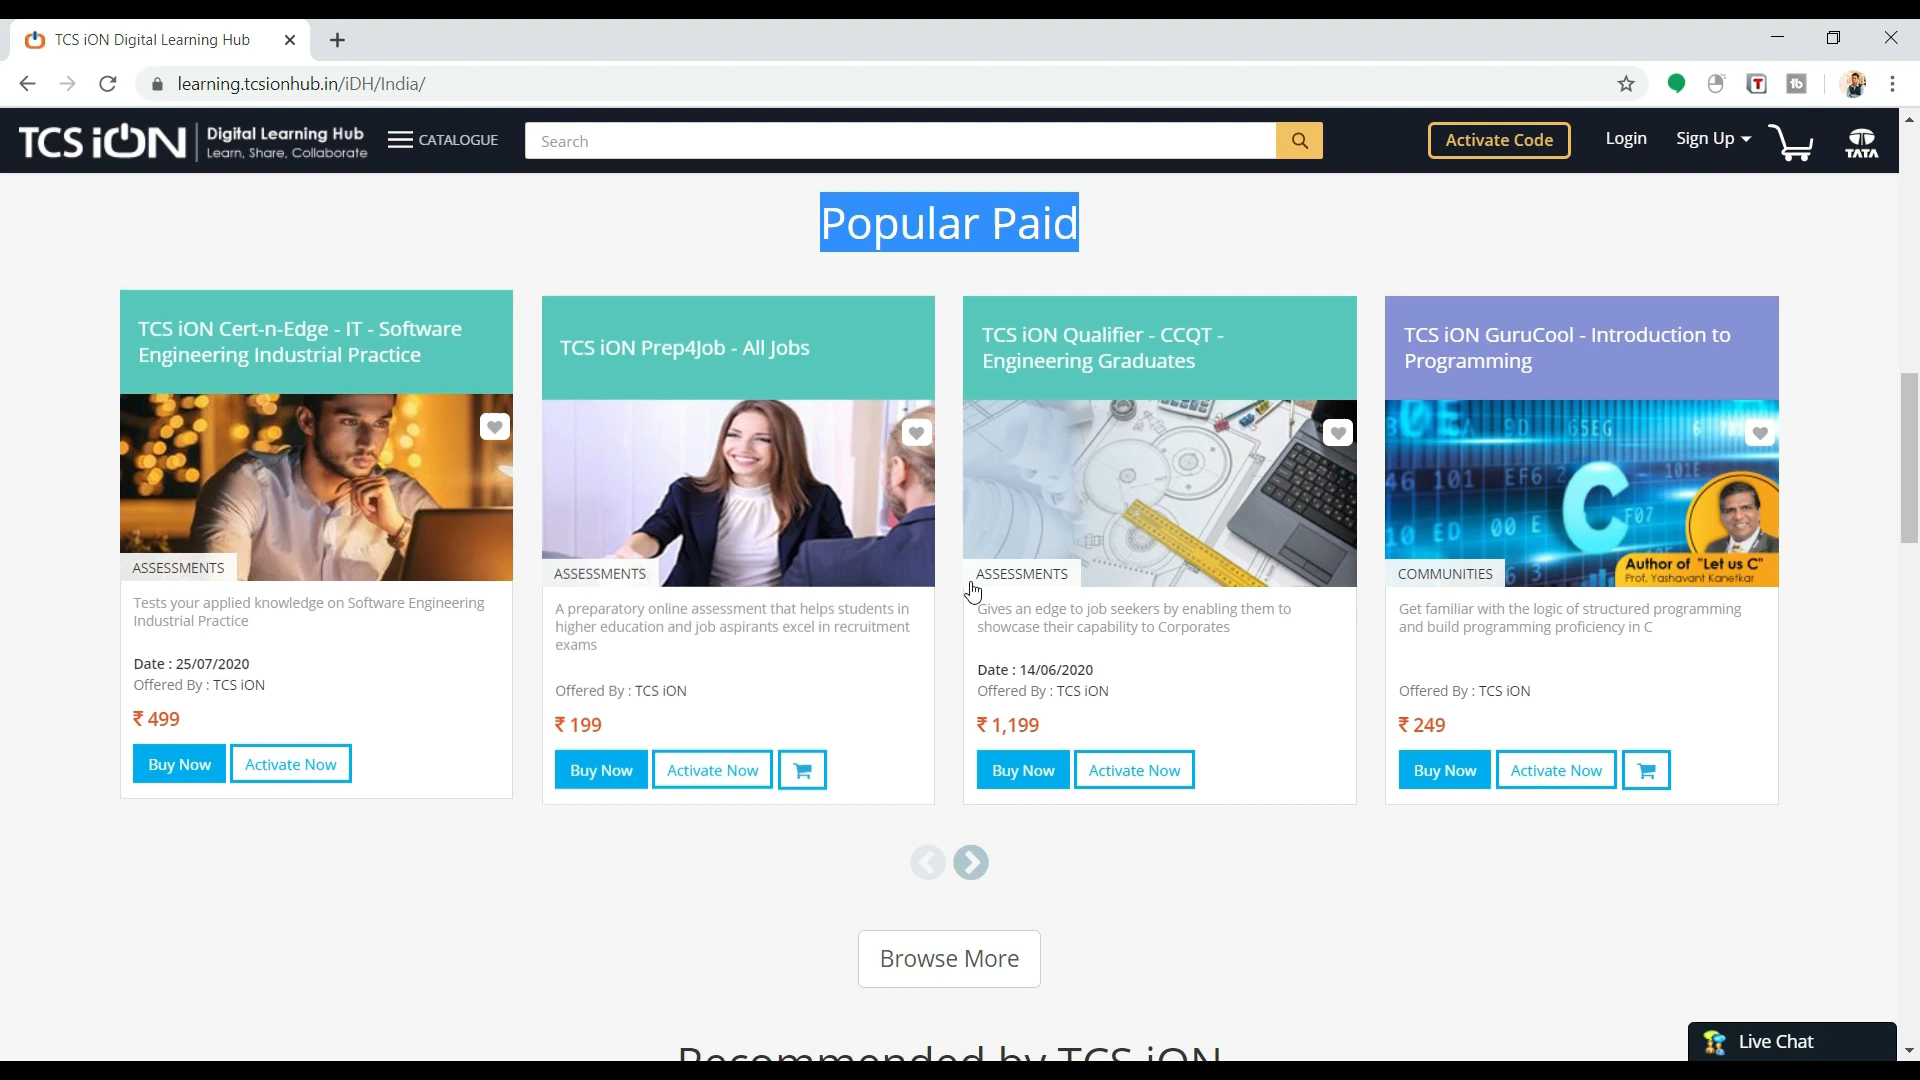 TCS iON Digital Learning Hub
learning.tcsionhub.in/iDH/India/
TCS iON
Digital Learning Hub
Learn, Share, Collaborate
CATALOGUE
Search
Activate Code
Login
Sign Up
TATA
Popular Paid
TCS iON Cert-n-Edge - IT - Software
Engineering Industrial Practice
ASSESSMENTS
Tests your applied knowledge on Software Engineering
Industrial Practice
Date : 25/07/2020
Offered By : TCS iON
₹ 499
Buy Now
Activate Now
TCS iON Prep4Job - All Jobs
ASSESSMENTS
A preparatory online assessment that helps students in
higher education and job aspirants excel in recruitment
exams
Offered By : TCS iON
₹ 199
Buy Now
Activate Now
TCS iON Qualifier - CCQT -
Engineering Graduates
ASSESSMENTS
Gives an edge to job seekers by enabling them to
showcase their capability to Corporates
Date : 14/06/2020
Offered By : TCS iON
₹ 1,199
Buy Now
Activate Now
TCS iON GuruCool - Introduction to
Programming
C
Author of "Let us C"
Prof. Yashavant Kanetkar
COMMUNITIES
Get familiar with the logic of structured programming
and build programming proficiency in C
Offered By : TCS iON
₹ 249
Buy Now
Activate Now
Browse More
Recommended by TCS iON
Live Chat